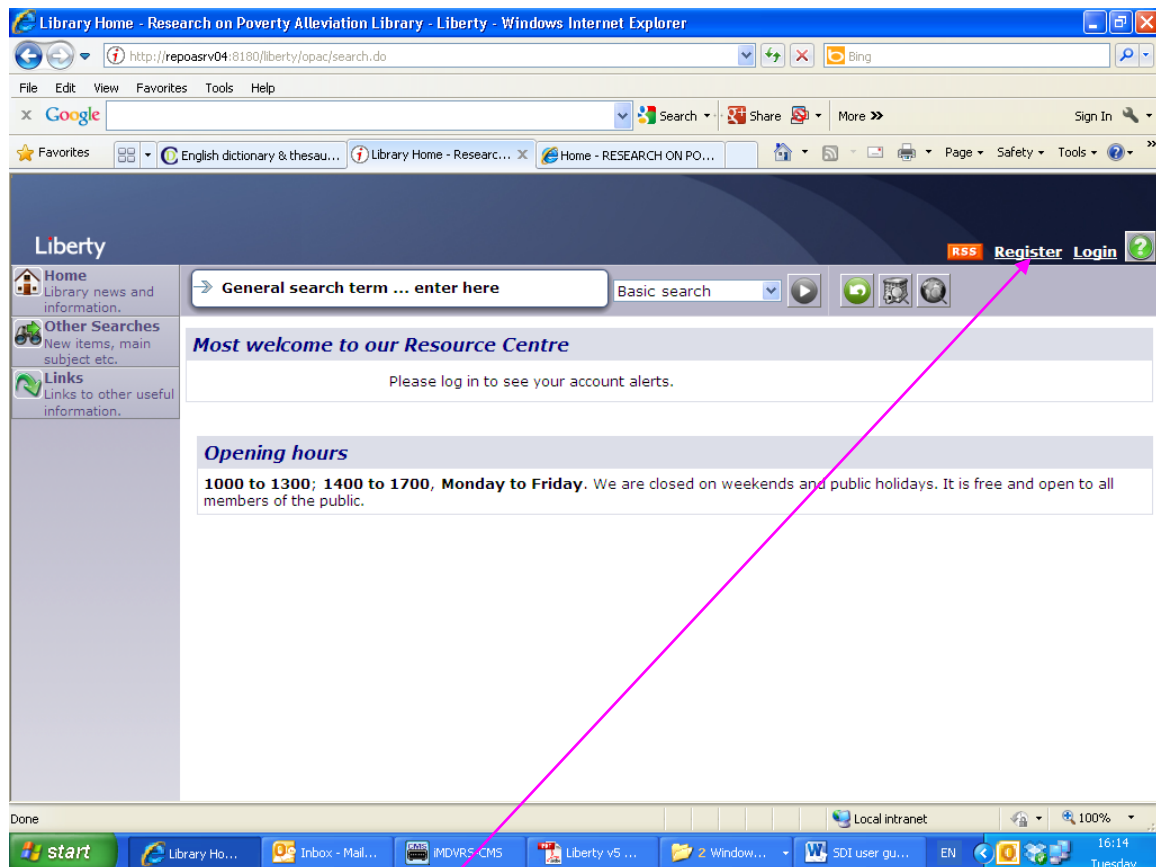 Library Home - Research on Poverty Alleviation Library - Liberty - Windows Internet Explorer
http://repoasrv04:8180/liberty/opac/search.do
Bing
File Edit View Favorites Tools Help
x Google Search Share More » Sign In
Favorites English dictionary & thesau... Library Home - Researc... X Home - RESEARCH ON PO... Page Safety Tools »
Liberty
RSS Register Login ?
Home
Library news and
information.
General search term ... enter here Basic search
Other Searches
New items, main
subject etc.
Most welcome to our Resource Centre
Links
Links to other useful
information.
Please log in to see your account alerts.
Opening hours
1000 to 1300; 1400 to 1700, Monday to Friday. We are closed on weekends and public holidays. It is free and open to all
members of the public.
Done Local intranet 100%
start Library Ho... Inbox - Mail... CMS iMDVRS-CMS Liberty v5 ... 2 Window... SDI user gu... EN 16:14
Tuesday